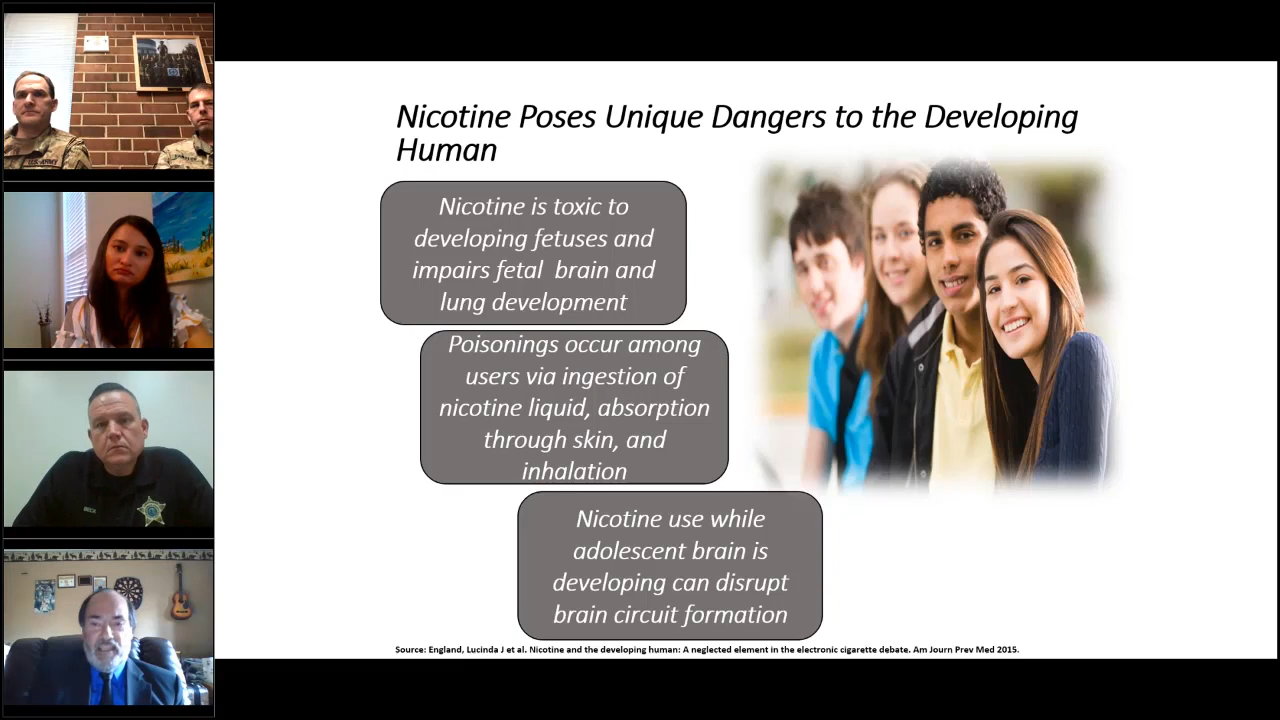 Nicotine Poses Unique Dangers to the Developing
Human
Nicotine is toxic to
developing fetuses and
impairs fetal brain and
lung development
Poisonings occur among
users via ingestion of
nicotine liquid, absorption
through skin, and
inhalation
Nicotine use while
adolescent brain is
developing can disrupt
brain circuit formation
Source: England, Lucinda J et al. Nicotine and the developing human: A neglected element in the electronic cigarette debate. Am Journ Prev Med 2015.
U.S. ARMY